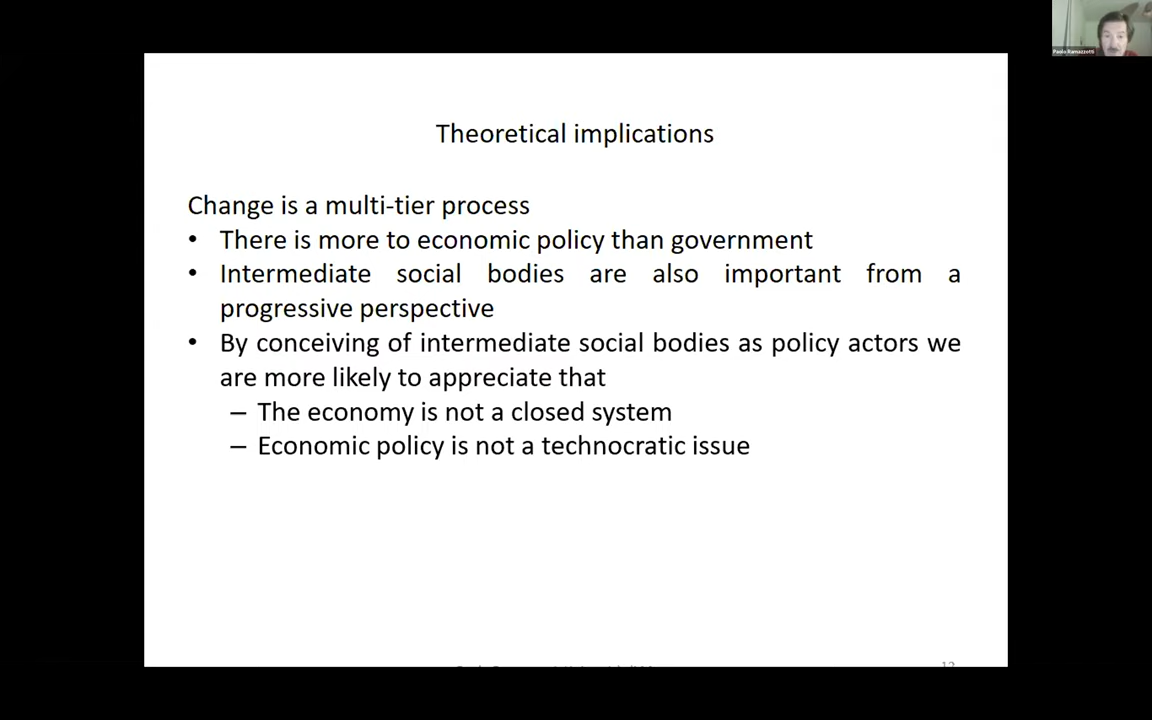 Paolo Ramazzotti
Theoretical implications
Change is a multi-tier process
• There is more to economic policy than government
• Intermediate social bodies are also important from a
progressive perspective
• By conceiving of intermediate social bodies as policy actors we
are more likely to appreciate that
– The economy is not a closed system
– Economic policy is not a technocratic issue